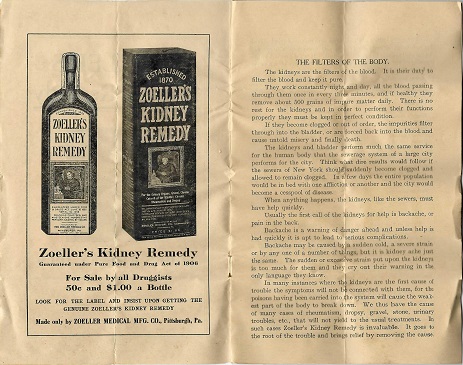 ZOELLER'S
KIDNEY
REMEDY
ESTABLISHED
1870
ZOELLER'S
KIDNEY
REMEDY
Zoeller's Kidney Remedy
Guaranteed under Pure Food and Drug Act of 1906
For Sale by all Druggists
50c and $1.00 a Bottle
LOOK FOR THE LABEL AND INSIST UPON GETTING THE
GENUINE ZOELLER'S KIDNEY REMEDY
Made only by ZOELLER MEDICAL MFG. CO., Pittsburgh, Pa.
THE FILTERS OF THE BODY.
The kidneys are the filters of the blood. It is their duty to
filter the blood and keep it pure.
They work constantly night and day, all the blood passing
through them once in every three minutes, and if healthy they
remove about 500 grains of impure matter daily. There is no
rest for the kidneys and in order to perform their functions
properly they must be kept in perfect condition.
If they become clogged or out of order, the impurities filter
through into the bladder, or are forced back into the blood and
cause untold misery and finally death.
The kidneys and bladder perform much the same service
for the human body that the sewerage system of a large city
performs for the city. Think what dire results would follow if
the sewers of New York should suddenly become clogged and
allowed to remain clogged. In a few days the entire population
would be in bed with one affliction or another and the city would
become a cesspool of disease.
When anything happens, the kidneys, like the sewers, must
have help quickly.
Usually the first call of the kidneys for help is backache, or
pain in the back.
Backache is a warning of danger ahead and unless help is
had quickly it is apt to lead to serious complications.
Backache may be caused by a sudden cold, a severe strain
or by any one of a number of things, but it is kidney ache just
the same. The sudden or excessive strain put upon the kidneys
is too much for them and they cry out their warning in the
only language they know.
In many instances where the kidneys are the first cause of
trouble the symptoms will not be connected with them, for the
poisons having been carried into the system will cause the weak-
est part of the body to break down. We thus have the cause
of many cases of rheumatism, dropsy, gravel, stone, urinary
troubles, etc., that will not yield to the usual treatments. In
such cases Zoeller's Kidney Remedy is invaluable. It goes to
the root of the trouble and brings relief by removing the cause.